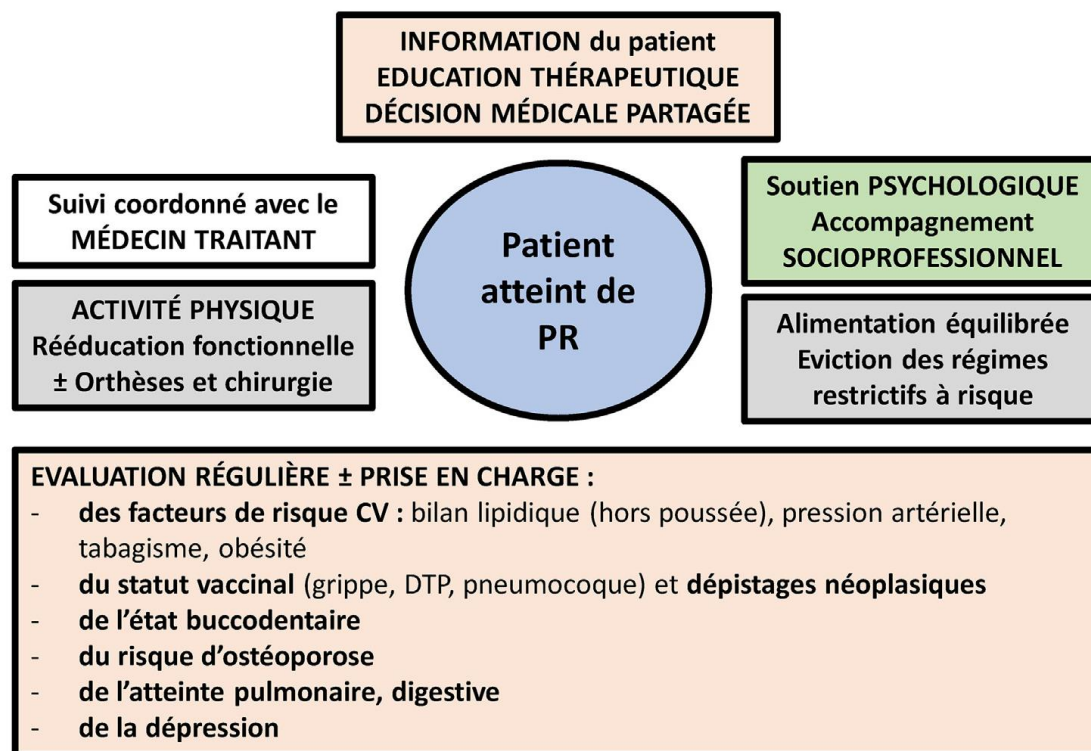 INFORMATION du patient
EDUCATION THÉRAPEUTIQUE
DÉCISION MÉDICALE PARTAGÉE
Suivi coordonné avec le
MÉDECIN TRAITANT
ACTIVITÉ PHYSIQUE
Rééducation fonctionnelle
± Orthèses et chirurgie
Patient
atteint de
PR
Soutien PSYCHOLOGIQUE
Accompagnement
SOCIOPROFESSIONNEL
Alimentation équilibrée
Eviction des régimes
restrictifs à risque
EVALUATION RÉGULIÈRE ± PRISE EN CHARGE :
- des facteurs de risque CV : bilan lipidique (hors poussée), pression artérielle,
tabagisme, obésité
- du statut vaccinal (grippe, DTP, pneumocoque) et dépistages néoplasiques
- de l’état buccodentaire
- du risque d’ostéoporose
- de l’atteinte pulmonaire, digestive
- de la dépression